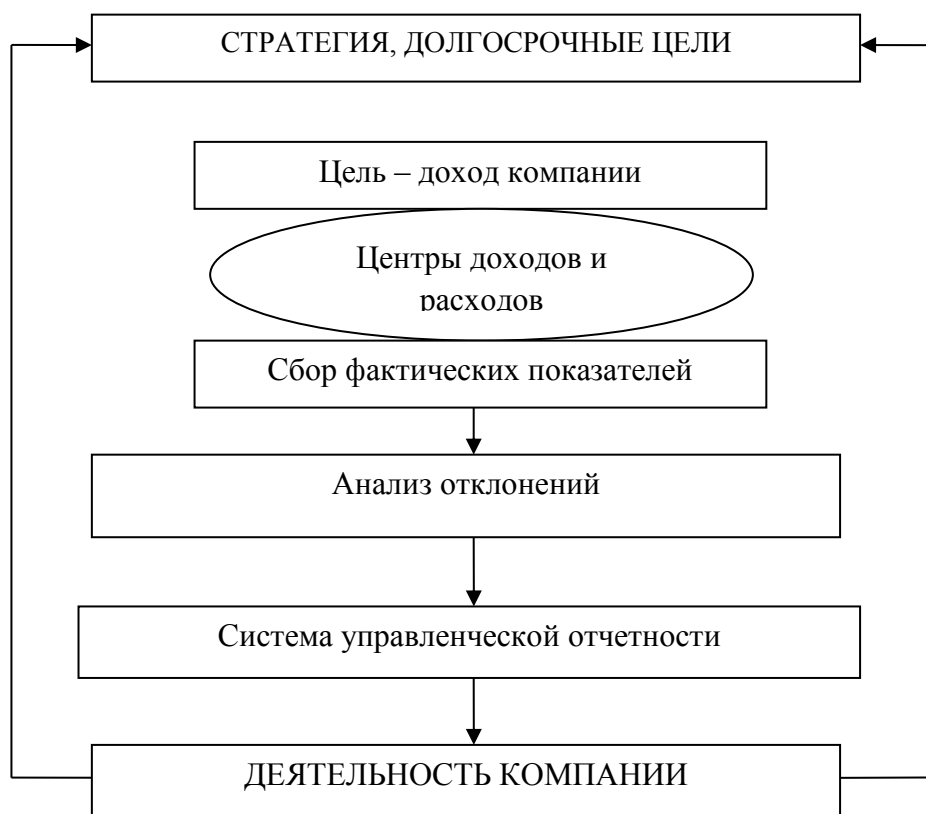 СТРАТЕГИЯ, ДОЛГОСРОЧНЫЕ ЦЕЛИ
Цель – доход компании
Центры доходов и
расходов
Сбор фактических показателей
Анализ отклонений
Система управленческой отчетности
ДЕЯТЕЛЬНОСТЬ КОМПАНИИ